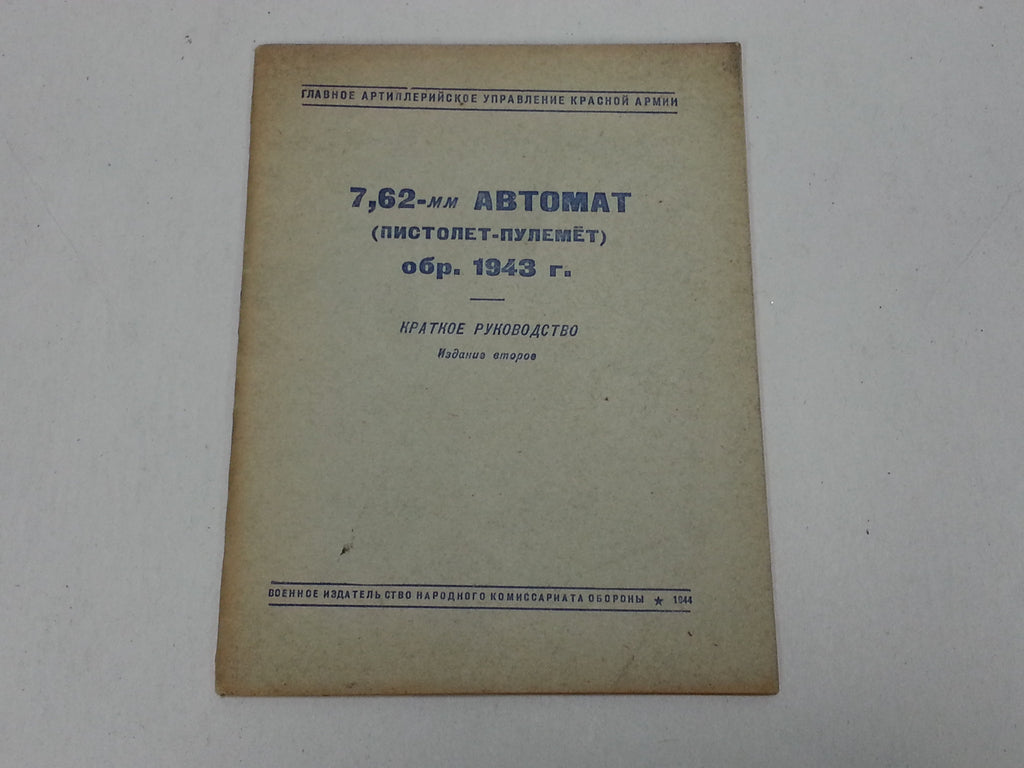 ГЛАВНОЕ АРТИЛЛЕРИЙСКОЕ УПРАВЛЕНИЕ КРАСНОЙ АРМИИ
7,62-мм АВТОМАТ
(ПИСТОЛЕТ-ПУЛЕМЁТ)
обр. 1943 г.
КРАТКОЕ РУКОВОДСТВО
Издание второе
ВОЕННОЕ ИЗДАТЕЛЬСТВО НАРОДНОГО КОМИССАРИАТА ОБОРОНЫ ★ 1944